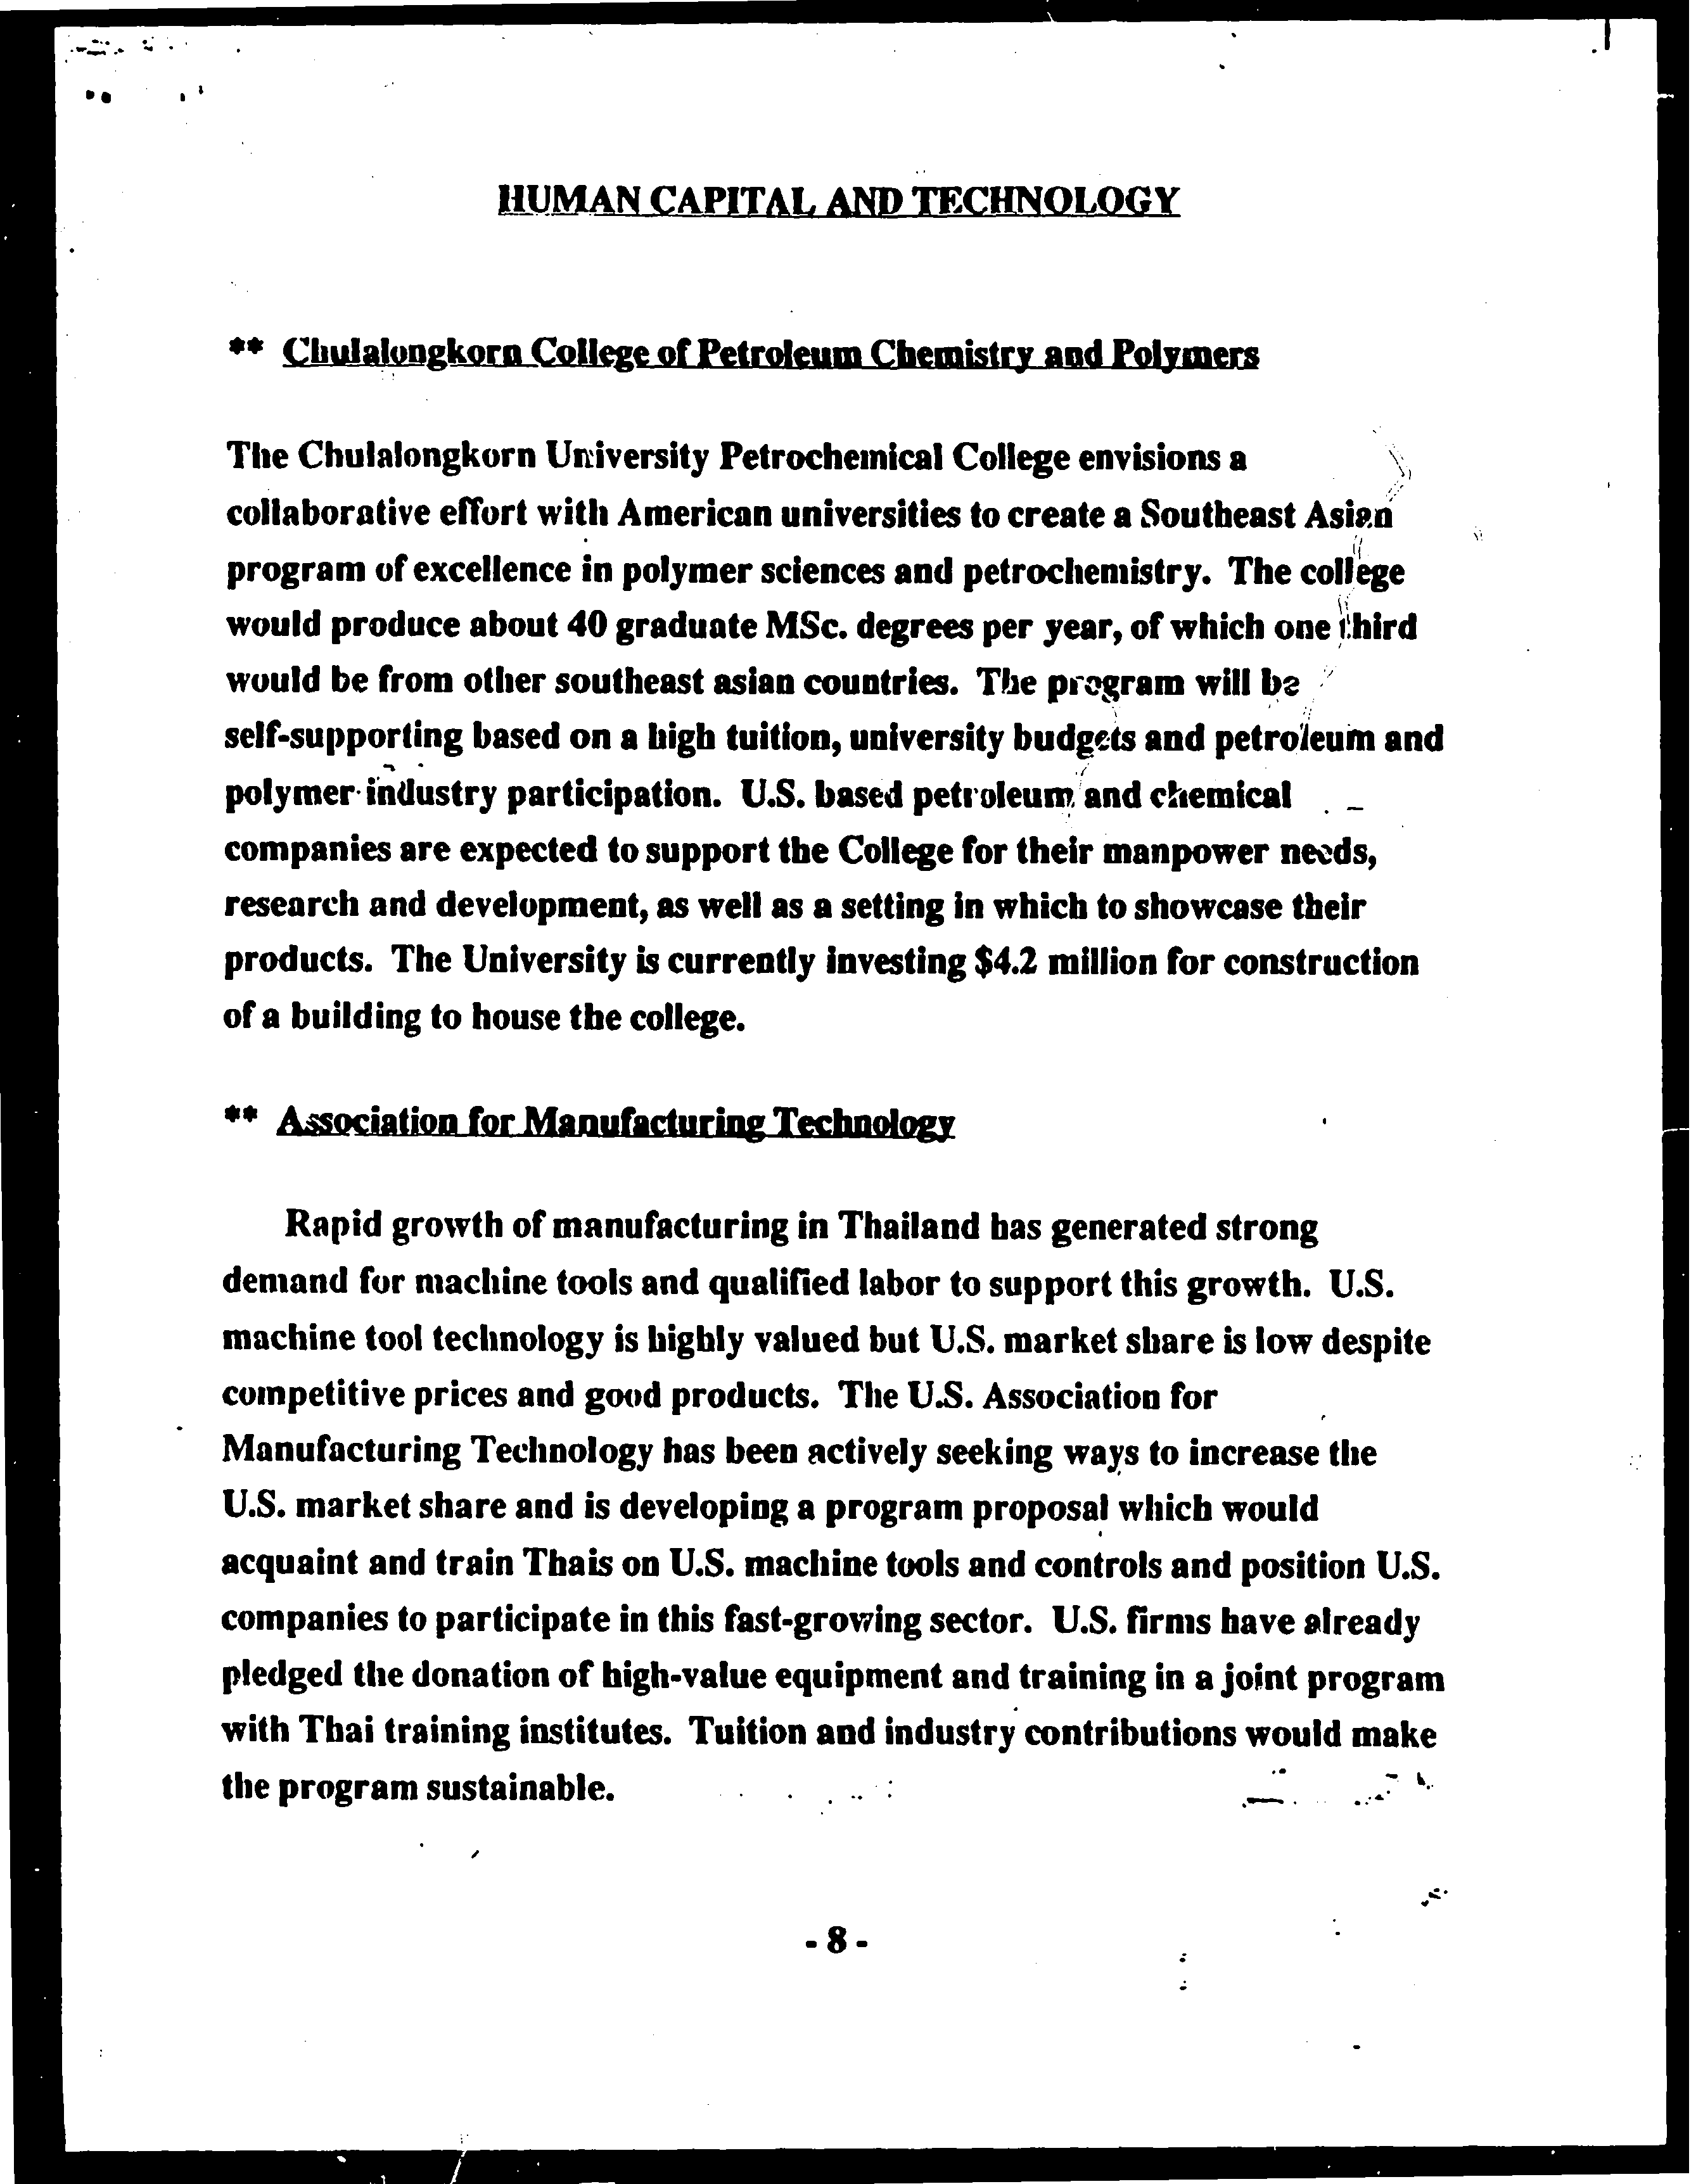 HUMAN CAPITAL AND TECHNOLOGY
** Chulalongkorn College of Petroleum Chemistry and Polymers
The Chulalongkorn University Petrochemical College envisions a
collaborative effort with American universities to create a Southeast Asian
program of excellence in polymer sciences and petrochemistry. The college
would produce about 40 graduate MSc. degrees per year, of which one third
would be from other southeast asian countries. The program will be
self-supporting based on a high tuition, university budgets and petroleum and
polymer industry participation. U.S. based petroleum and chemical
companies are expected to support the College for their manpower needs,
research and development, as well as a setting in which to showcase their
products. The University is currently investing $4.2 million for construction
of a building to house the college.
** Association for Manufacturing Technology
Rapid growth of manufacturing in Thailand has generated strong
demand for machine tools and qualified labor to support this growth. U.S.
machine tool technology is highly valued but U.S. market share is low despite
competitive prices and good products. The U.S. Association for
Manufacturing Technology has been actively seeking ways to increase the
U.S. market share and is developing a program proposal which would
acquaint and train Thais on U.S. machine tools and controls and position U.S.
companies to participate in this fast-growing sector. U.S. firms have already
pledged the donation of high-value equipment and training in a joint program
with Thai training institutes. Tuition and industry contributions would make
the program sustainable.
- 8 -